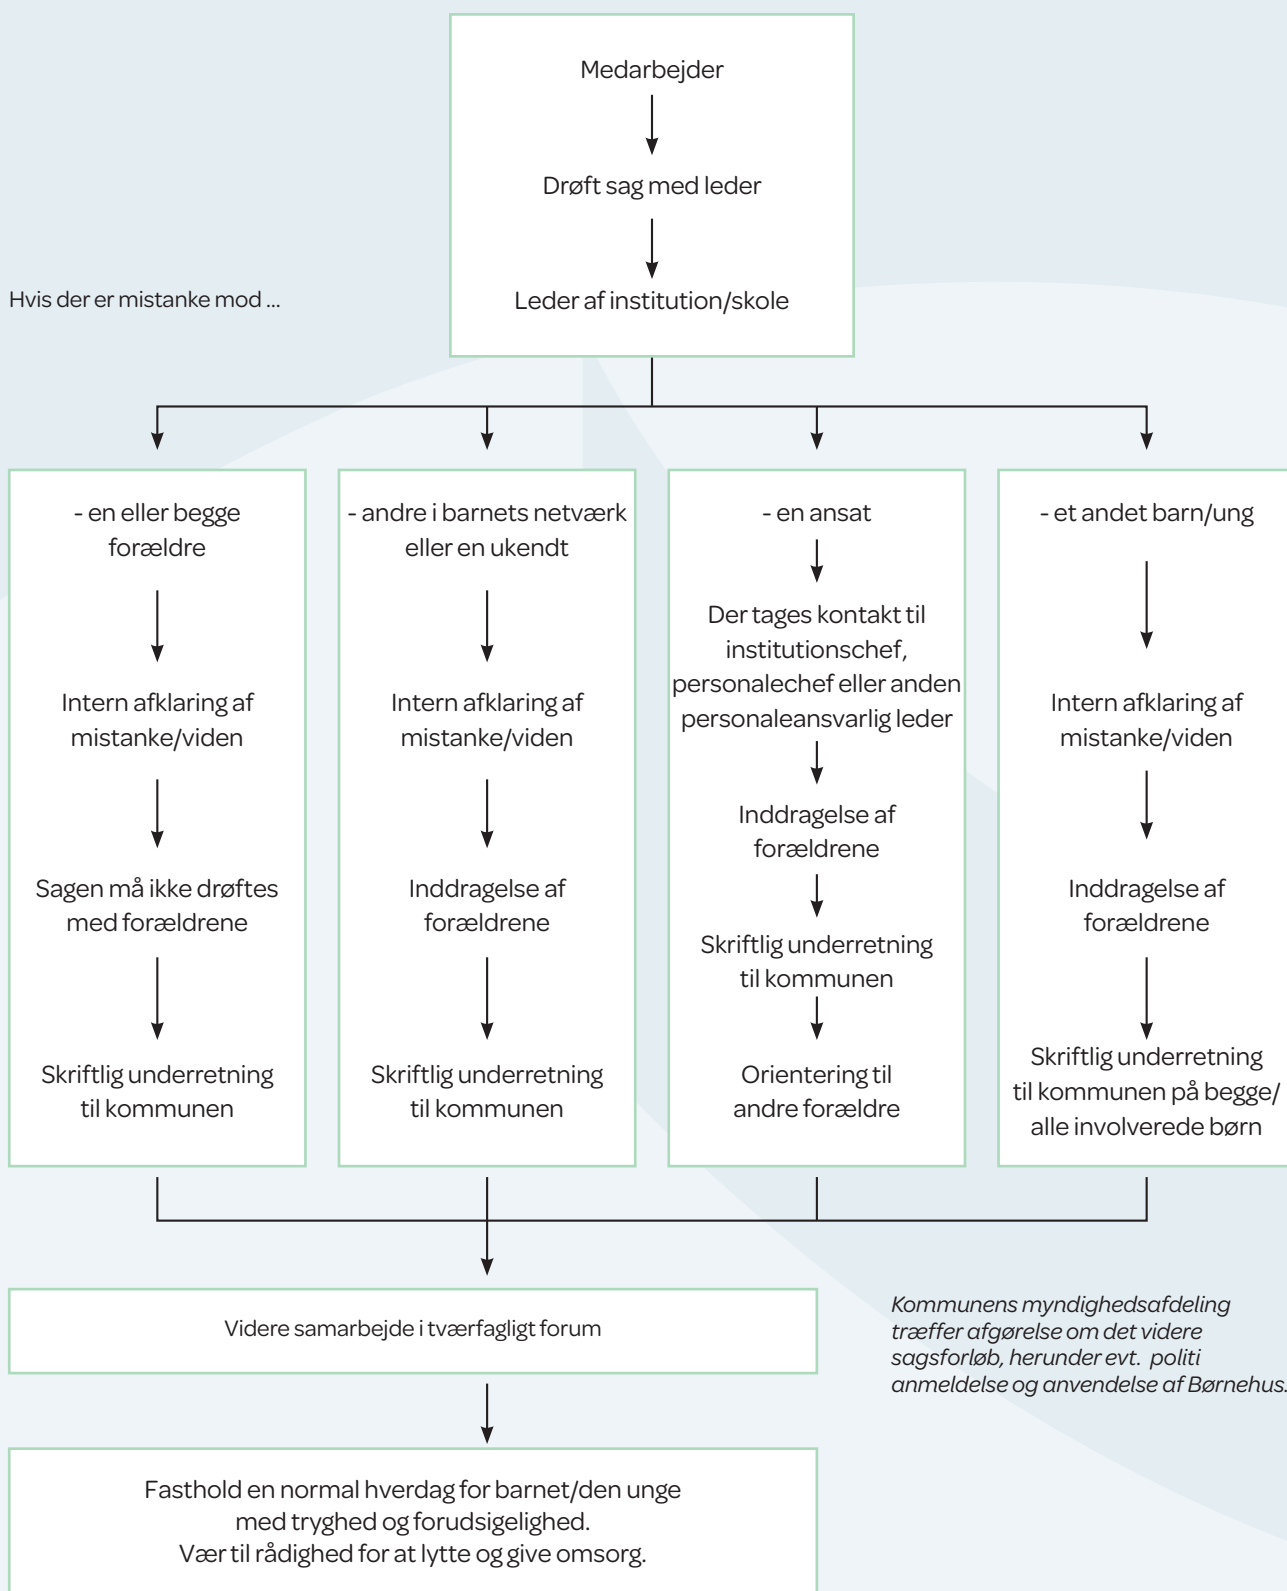 Medarbejder
Drøft sag med leder
Leder af institution/skole
Hvis der er mistanke mod ...
- en eller begge
forældre
Intern afklaring af
mistanke/viden
Sagen må ikke drøftes
med forældrene
Skriftlig underretning
til kommunen
- andre i barnets netværk
eller en ukendt
Intern afklaring af
mistanke/viden
Inddragelse af
forældrene
Skriftlig underretning
til kommunen
- en ansat
Der tages kontakt til
institutionschef,
personalechef eller anden
personaleansvarlig leder
Inddragelse af
forældrene
Skriftlig underretning
til kommunen
Orientering til
andre forældre
- et andet barn/ung
Intern afklaring af
mistanke/viden
Inddragelse af
forældrene
Skriftlig underretning
til kommunen på begge/
alle involverede børn
Videre samarbejde i tværfagligt forum
Kommunens myndighedsafdeling
træffer afgørelse om det videre
sagsforløb, herunder evt. politi
anmeldelse og anvendelse af Børnehus.
Fasthold en normal hverdag for barnet/den unge
med tryghed og forudsigelighed.
Vær til rådighed for at lytte og give omsorg.